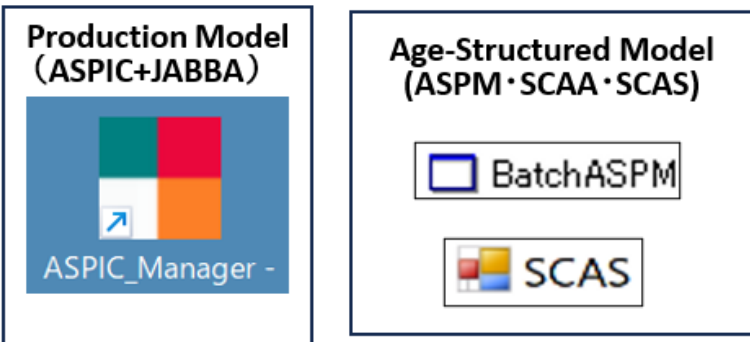 Production Model
（ASPIC+JABBA）
ASPIC_Manager -
Age-Structured Model
(ASPM･SCAA･SCAS)
BatchASPM
SCAS